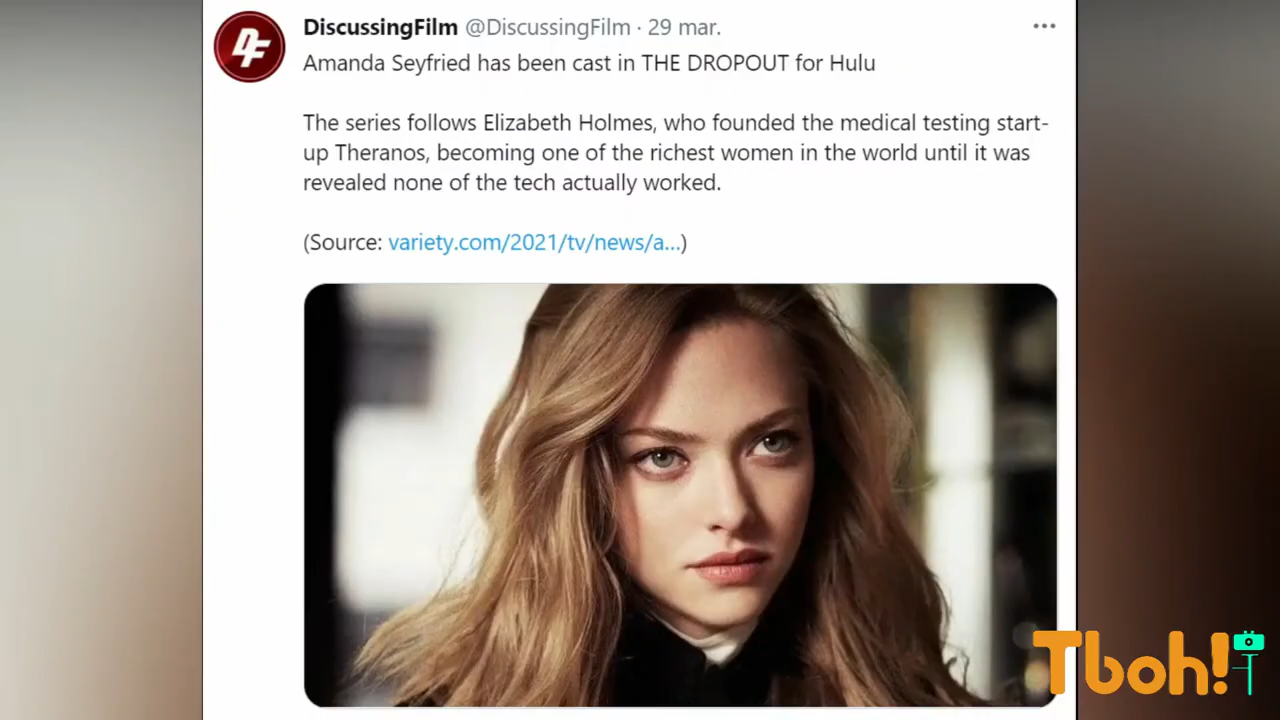 DiscussingFilm @DiscussingFilm · 29 mar.
Amanda Seyfried has been cast in THE DROPOUT for Hulu
The series follows Elizabeth Holmes, who founded the medical testing start-
up Theranos, becoming one of the richest women in the world until it was
revealed none of the tech actually worked.
(Source: variety.com/2021/tv/news/a...)
Tboh!